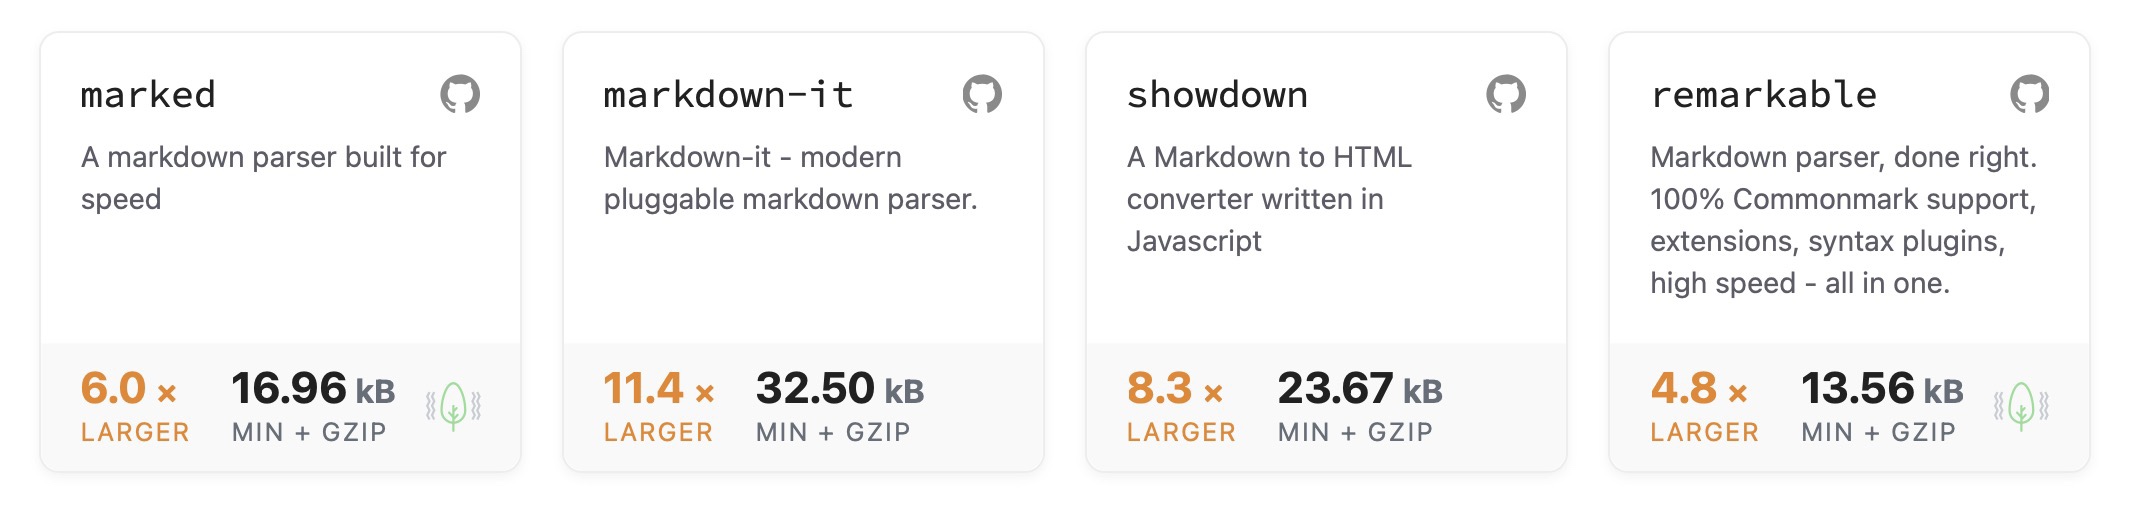 marked
A markdown parser built for
speed
6.0 × 16.96 kB
LARGER MIN + GZIP
markdown-it
Markdown-it - modern
pluggable markdown parser.
11.4 × 32.50 kB
LARGER MIN + GZIP
showdown
A Markdown to HTML
converter written in
Javascript
8.3 × 23.67 kB
LARGER MIN + GZIP
remarkable
Markdown parser, done right.
100% Commonmark support,
extensions, syntax plugins,
high speed - all in one.
4.8 × 13.56 kB
LARGER MIN + GZIP